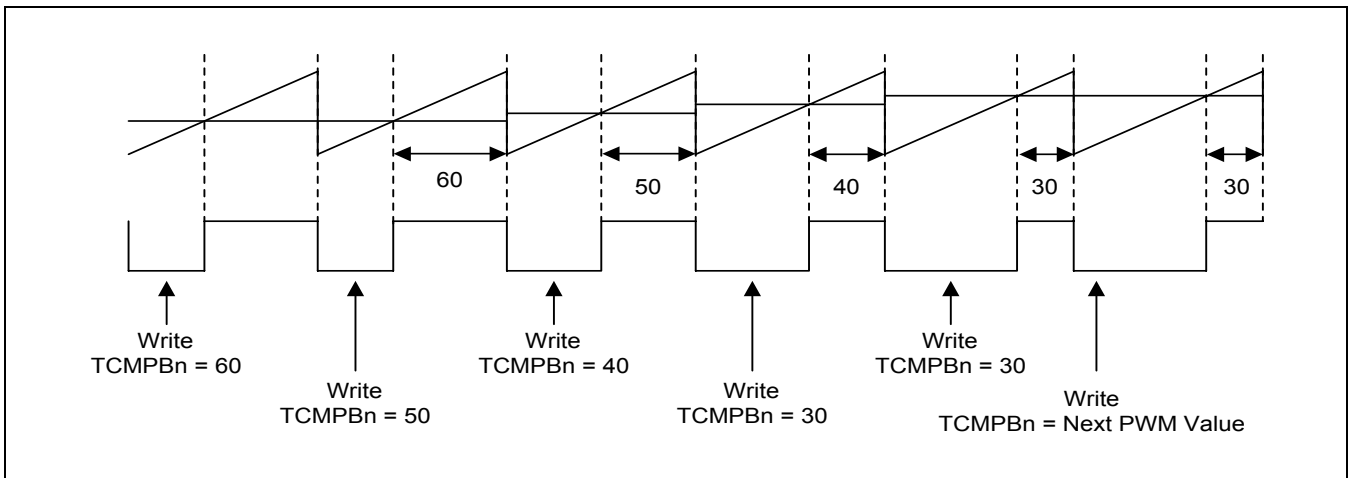 60
50
40
30
30
Write
TCMPBn = 60
Write
TCMPBn = 50
Write
TCMPBn = 40
Write
TCMPBn = 30
Write
TCMPBn = 30
Write
TCMPBn = Next PWM Value